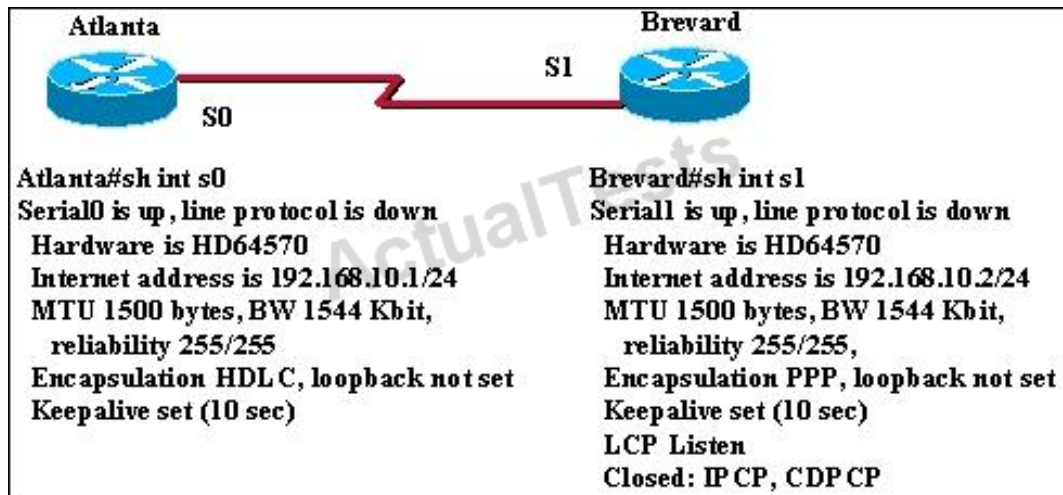 Atlanta
Brevard
S1
S0
ActualTests
Atlanta#sh int s0
Serial0 is up, line protocol is down
Hardware is HD64570
Internet address is 192.168.10.1/24
MTU 1500 bytes, BW 1544 Kbit,
reliability 255/255
Encapsulation HDLC, loopback not set
Keepalive set (10 sec)
Brevard#sh int s1
Serial1 is up, line protocol is down
Hardware is HD64570
Internet address is 192.168.10.2/24
MTU 1500 bytes, BW 1544 Kbit,
reliability 255/255,
Encapsulation PPP, loopback not set
Keepalive set (10 sec)
LCP Listen
Closed: IPCP, CDPCP